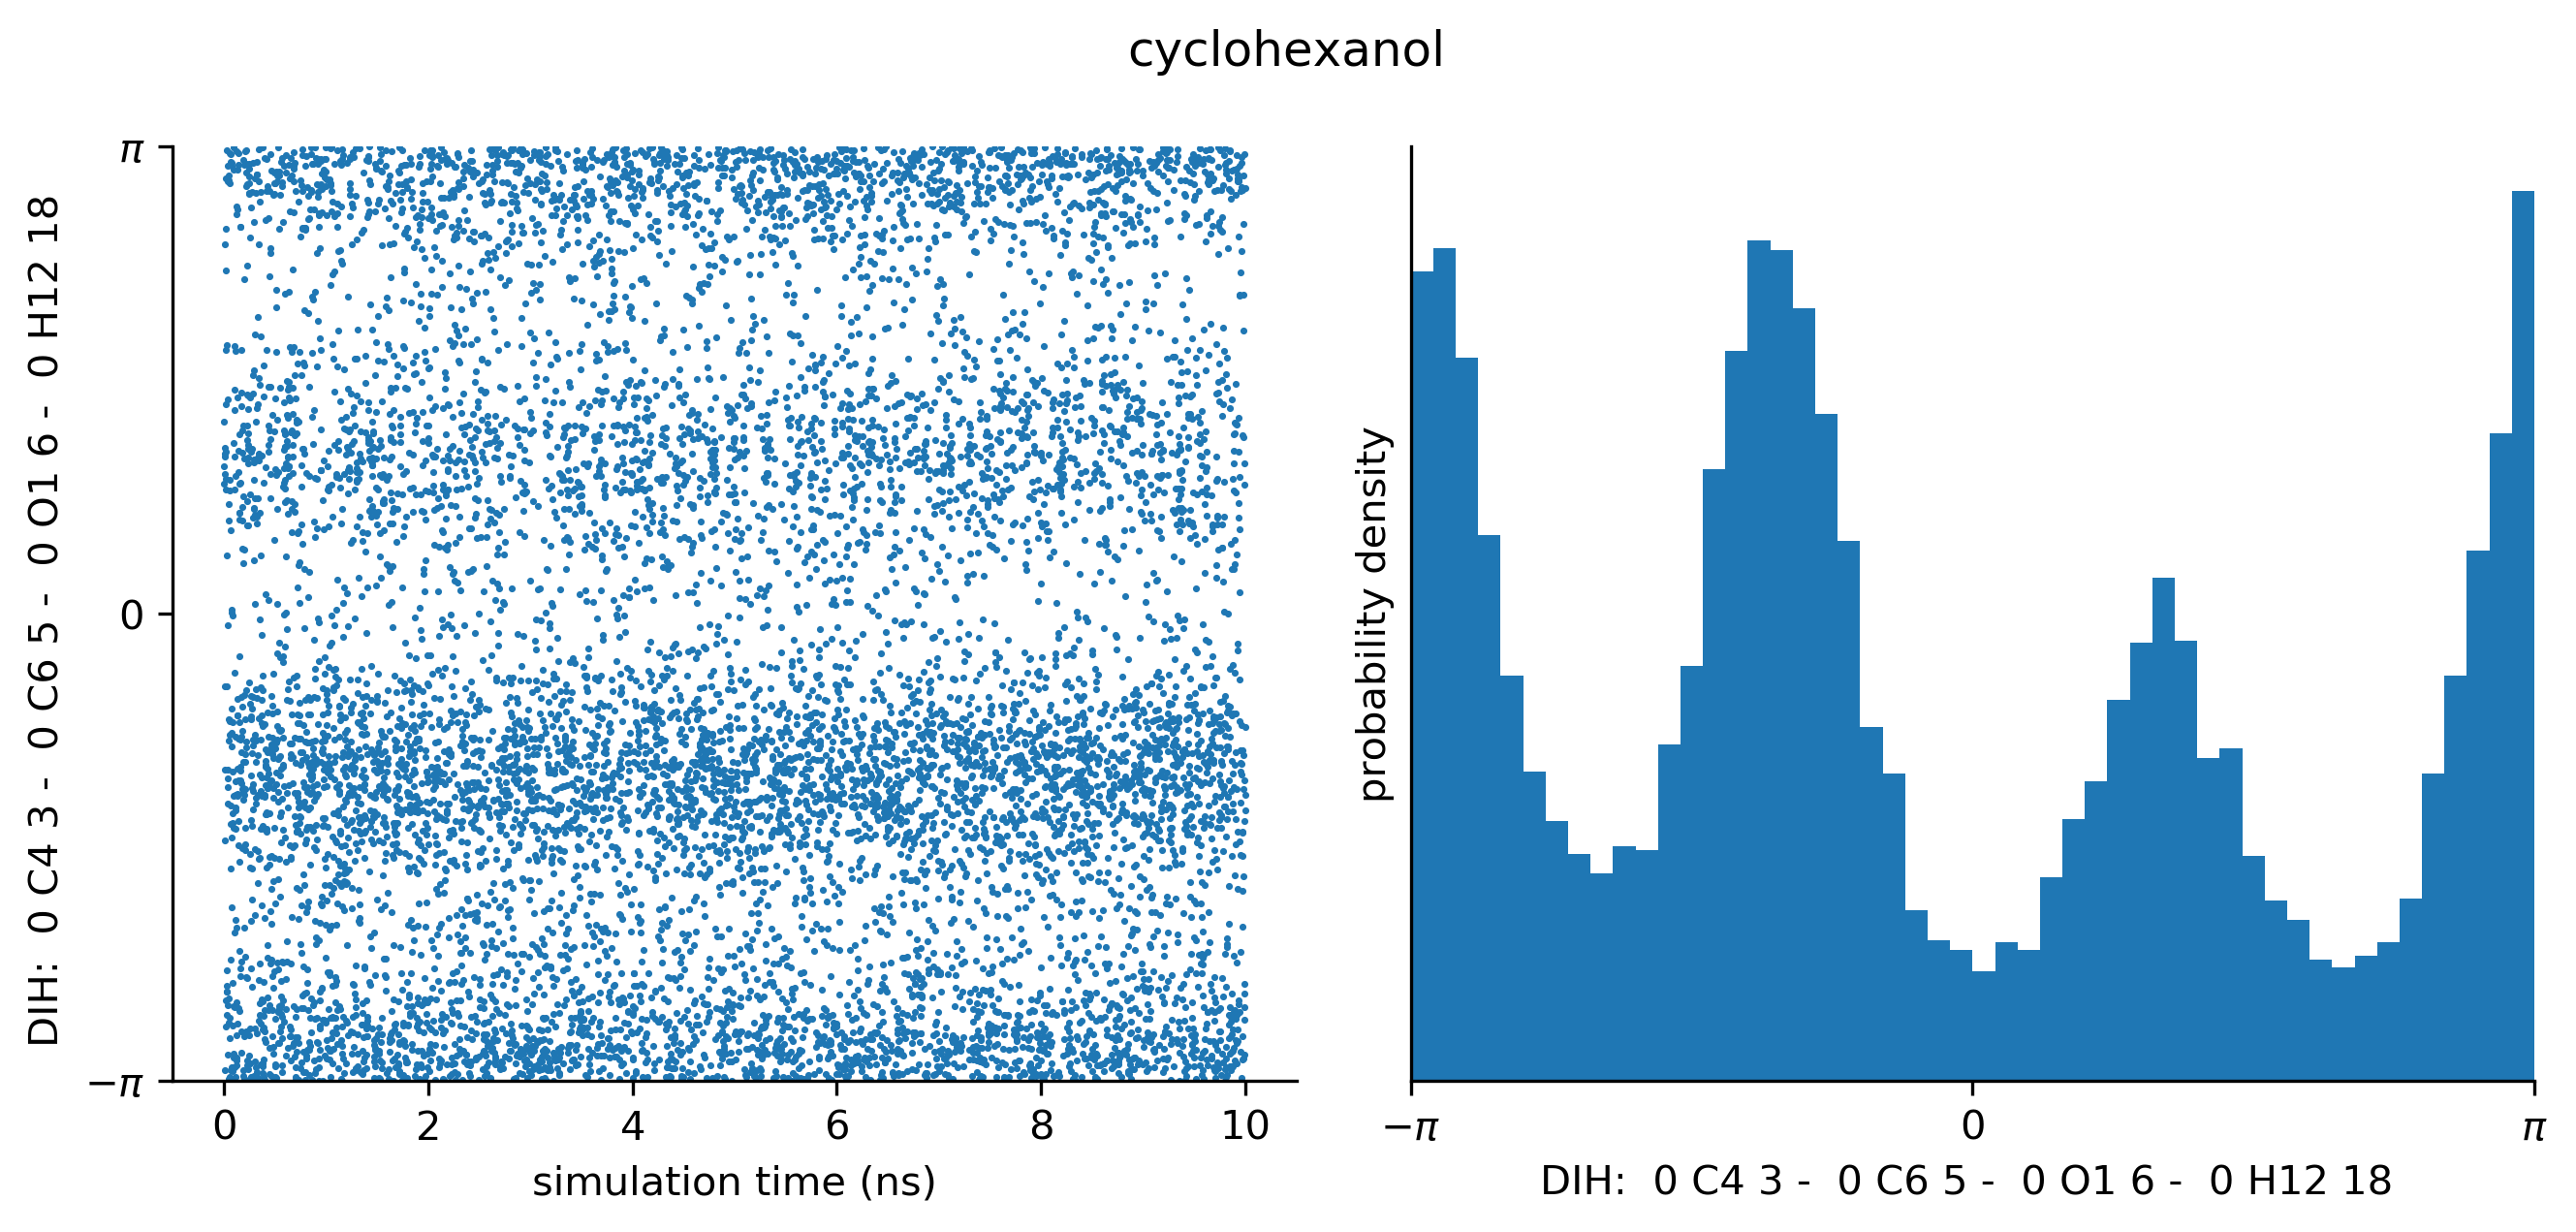 cyclohexanol
DIH:  0 C4 3 -  0 C6 5 -  0 O1 6 -  0 H12 18
π
0
−π
0 2 4 6 8 10
simulation time (ns)
probability density
−π 0 π
DIH:  0 C4 3 -  0 C6 5 -  0 O1 6 -  0 H12 18